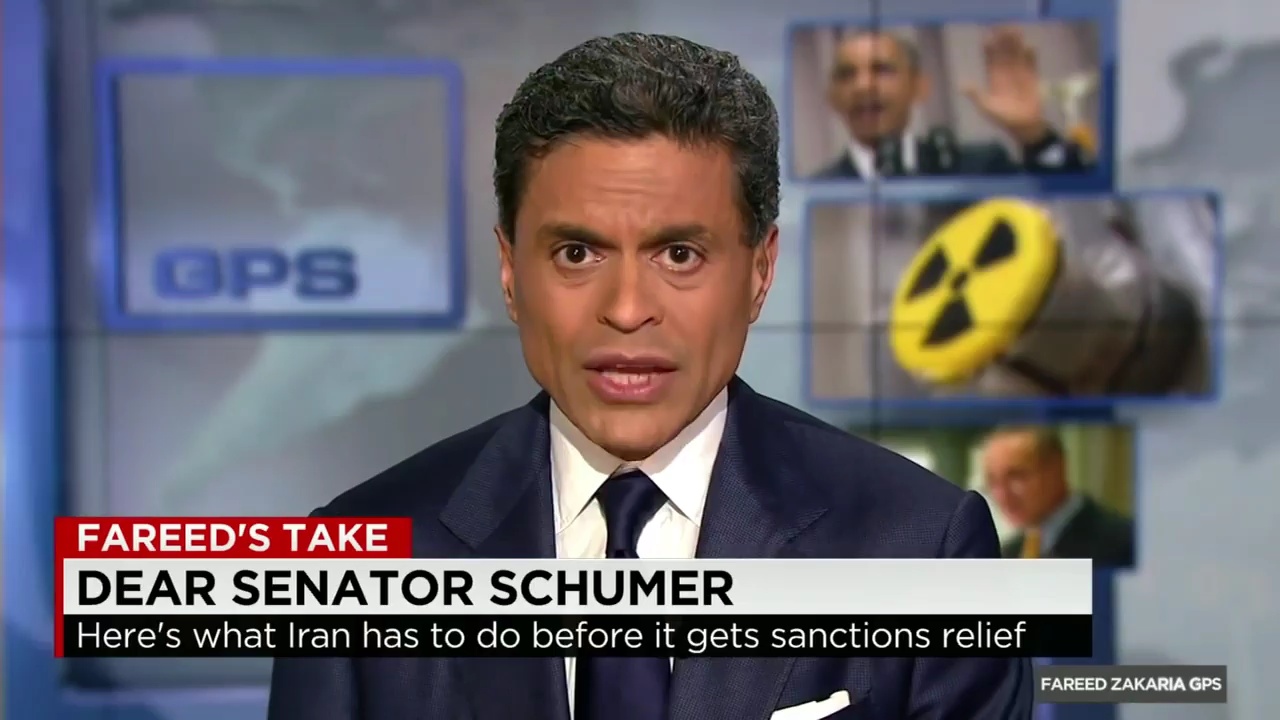 GPS
FAREED'S TAKE
DEAR SENATOR SCHUMER
Here's what Iran has to do before it gets sanctions relief
FAREED ZAKARIA GPS